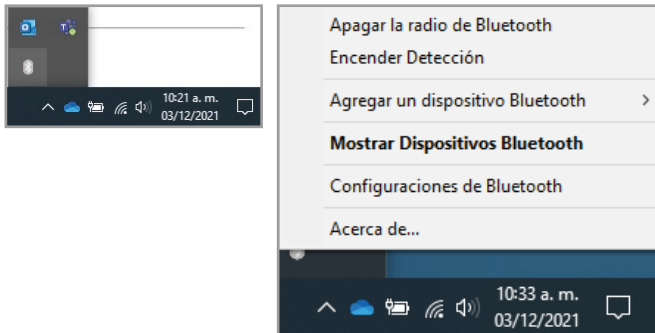 10:21 a. m.
03/12/2021
Apagar la radio de Bluetooth
Encender Detección
Agregar un dispositivo Bluetooth
Mostrar Dispositivos Bluetooth
Configuraciones de Bluetooth
Acerca de...
10:33 a. m.
03/12/2021